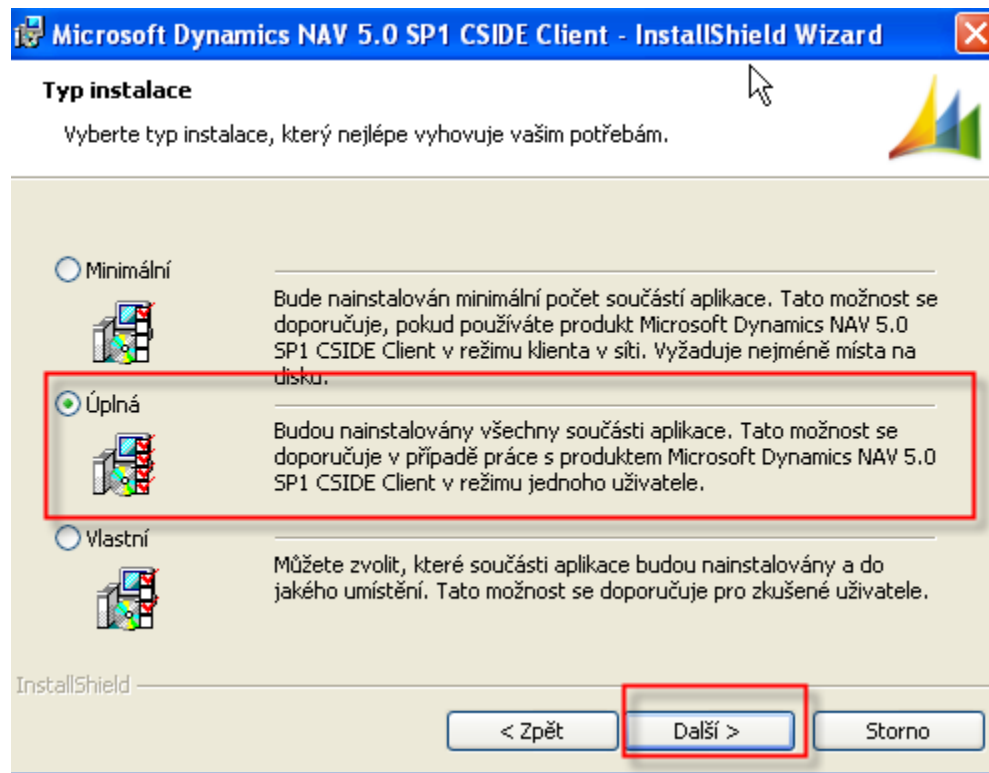 Microsoft Dynamics NAV 5.0 SP1 CSIDE Client - InstallShield Wizard
Typ instalace
Vyberte typ instalace, který nejlépe vyhovuje vašim potřebám.
Minimální
Bude nainstalován minimální počet součástí aplikace. Tato možnost se
doporučuje, pokud používáte produkt Microsoft Dynamics NAV 5.0
SP1 CSIDE Client v režimu klienta v síti. Vyžaduje nejméně místa na
disku.
Úplná
Budou nainstalovány všechny součásti aplikace. Tato možnost se
doporučuje v případě práce s produktem Microsoft Dynamics NAV 5.0
SP1 CSIDE Client v režimu jednoho uživatele.
Vlastní
Můžete zvolit, které součásti aplikace budou nainstalovány a do
jakého umístění. Tato možnost se doporučuje pro zkušené uživatele.
InstallShield
< Zpět
Další >
Storno